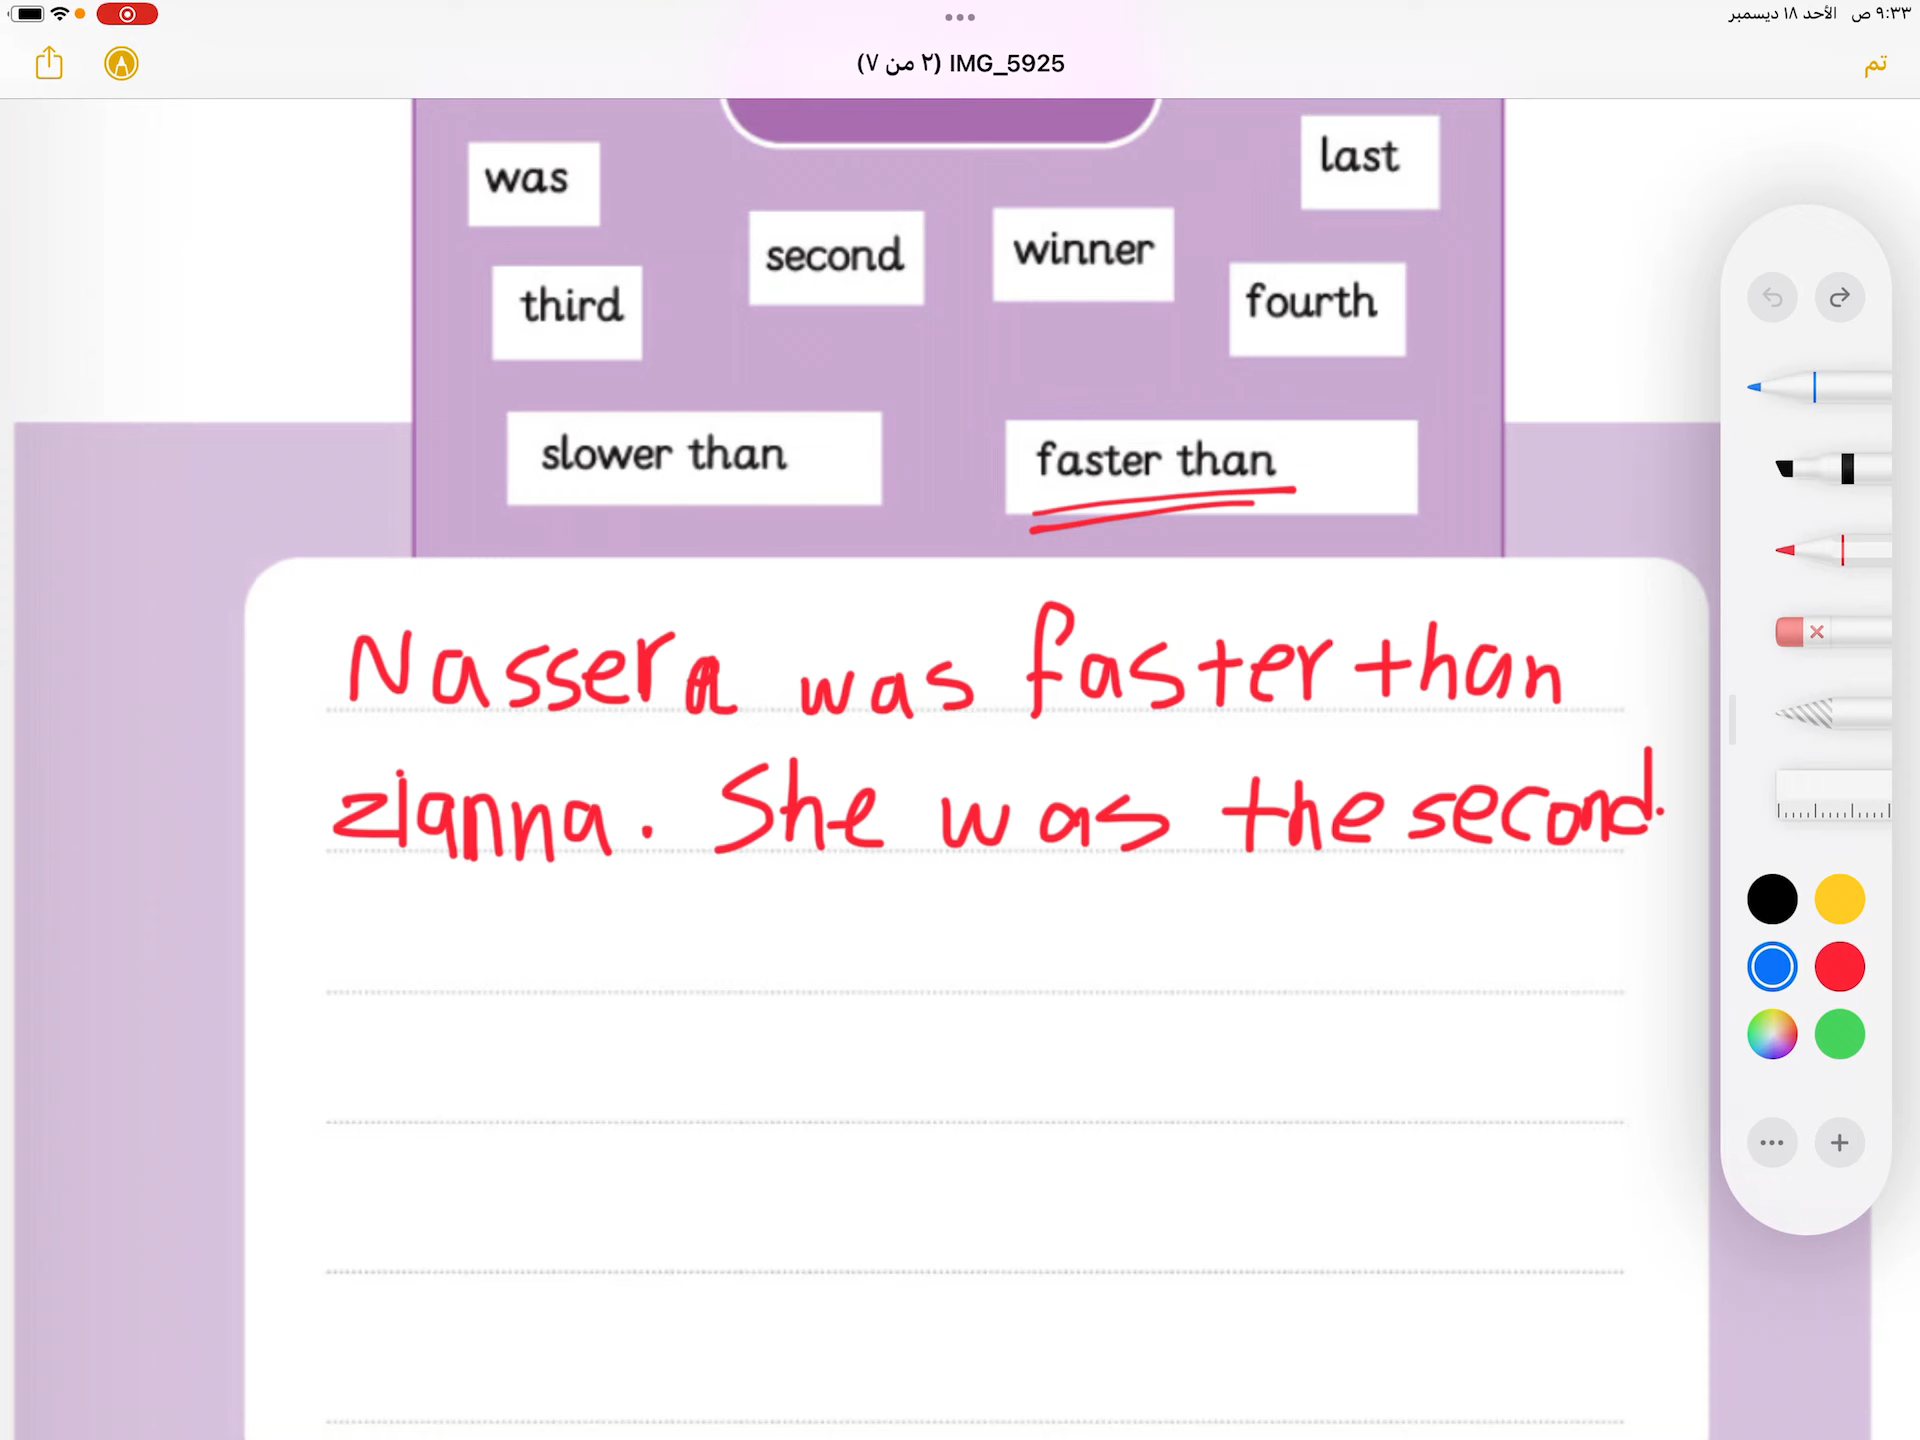 ٩:٣٣ ص الأحد ١٨ ديسمبر
IMG_5925 (٢ من ٧)
تم
was
last
second
winner
third
fourth
slower than
faster than
Nassera was faster than
zianna. She was the second.